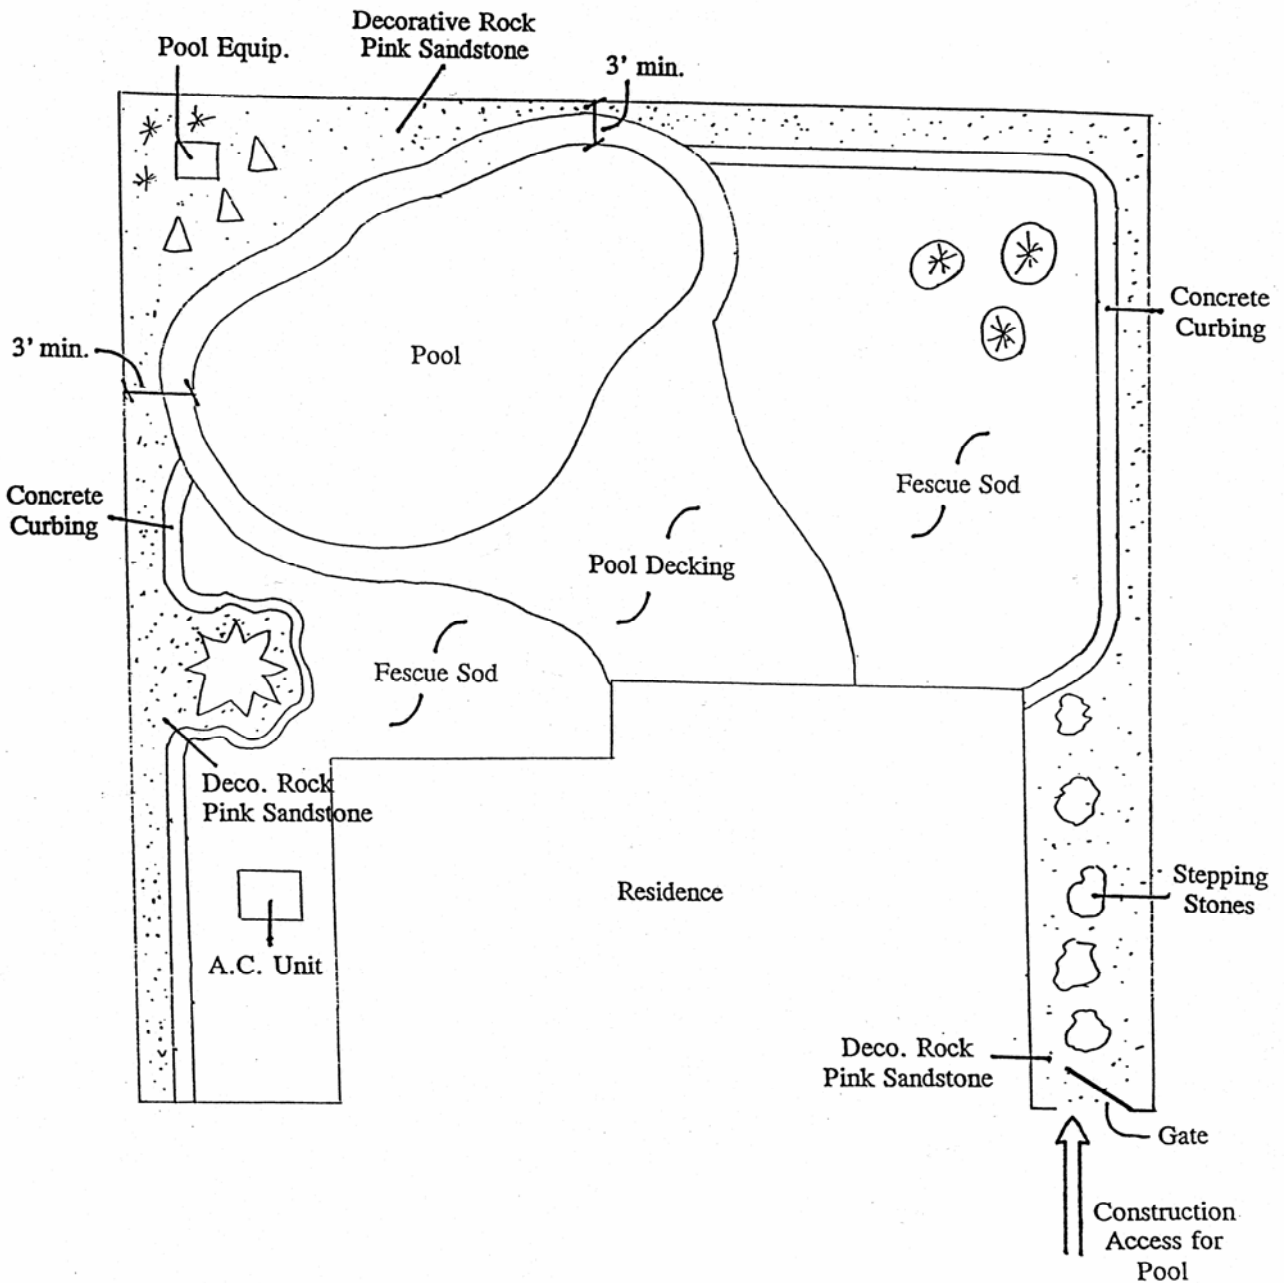 Decorative Rock
Pink Sandstone
Pool Equip.
3' min.
Concrete
Curbing
3' min.
Pool
Fescue Sod
Concrete
Curbing
Pool Decking
Fescue Sod
Deco. Rock
Pink Sandstone
Residence
Stepping
Stones
A.C. Unit
Deco. Rock
Pink Sandstone
Gate
Construction
Access for
Pool